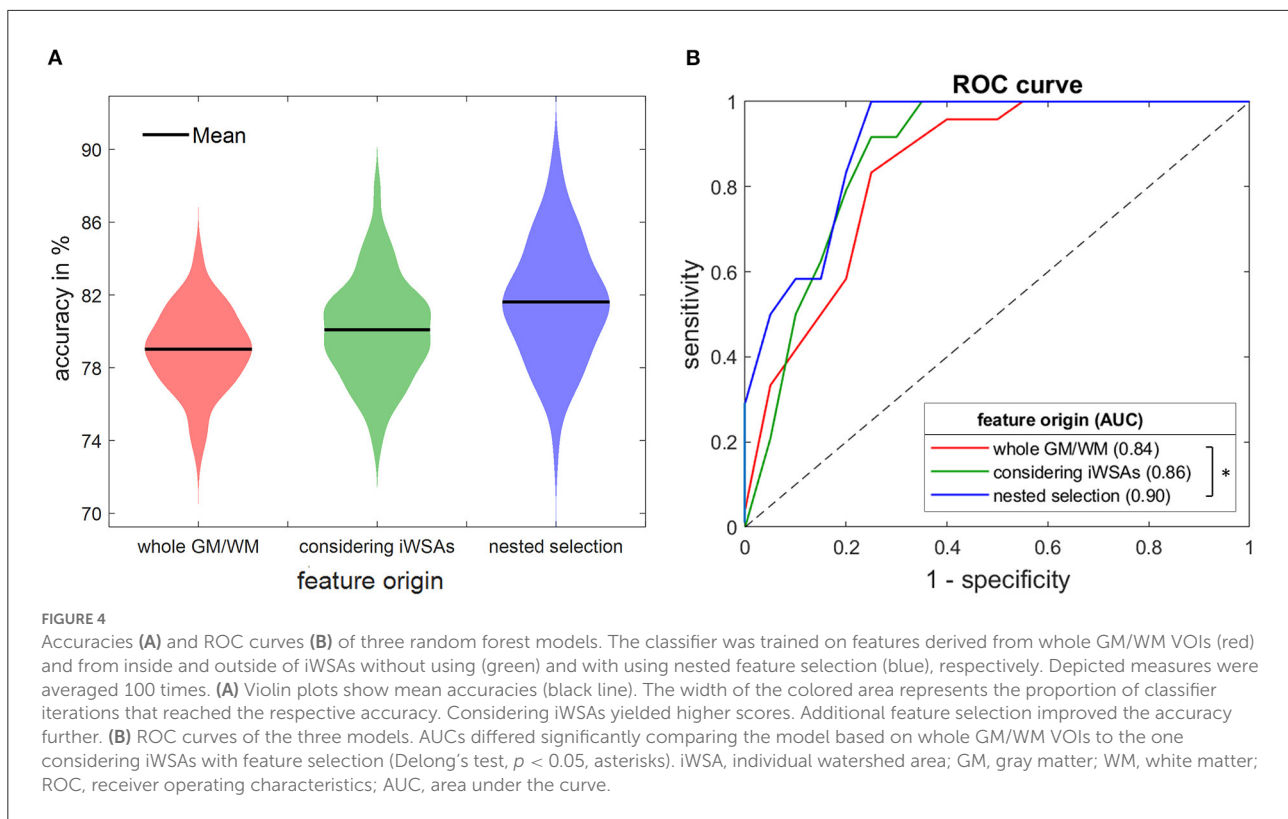 A
Mean
90
86
82
78
74
70
accuracy in %
whole GM/WM
considering iWSAs
nested selection
feature origin
B
ROC curve
1
0.8
0.6
0.4
0.2
0
sensitivity
0
0.2
0.4
0.6
0.8
1
1 - specificity
feature origin (AUC)
whole GM/WM (0.84)
considering iWSAs (0.86)
nested selection (0.90)
*
FIGURE 4
Accuracies (A) and ROC curves (B) of three random forest models. The classifier was trained on features derived from whole GM/WM VOIs (red)
and from inside and outside of iWSAs without using (green) and with using nested feature selection (blue), respectively. Depicted measures were
averaged 100 times. (A) Violin plots show mean accuracies (black line). The width of the colored area represents the proportion of classifier
iterations that reached the respective accuracy. Considering iWSAs yielded higher scores. Additional feature selection improved the accuracy
further. (B) ROC curves of the three models. AUCs differed significantly comparing the model based on whole GM/WM VOIs to the one
considering iWSAs with feature selection (Delong's test, p < 0.05, asterisks). iWSA, individual watershed area; GM, gray matter; WM, white matter;
ROC, receiver operating characteristics; AUC, area under the curve.